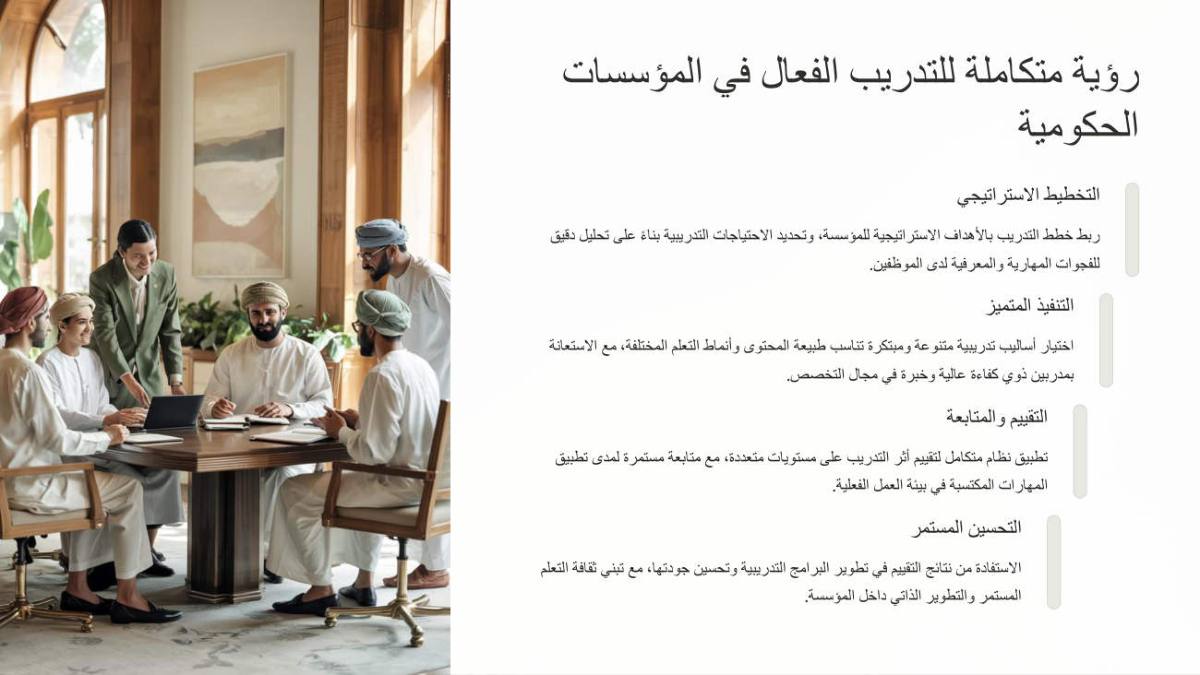 رؤية متكاملة للتدريب الفعال في المؤسسات
الحكومية
التخطيط الاستراتيجي
ربط خطط التدريب بالأهداف الاستراتيجية للمؤسسة، وتحديد الاحتياجات التدريبية بناءً على تحليل دقيق
للفجوات المهارية والمعرفية لدى الموظفين.
التنفيذ المتميز
اختيار أساليب تدريبية متنوعة ومبتكرة تناسب طبيعة المحتوى وأنماط التعلم المختلفة، مع الاستعانة
بمدربين ذوي كفاءة عالية وخبرة في مجال التخصص.
التقييم والمتابعة
تطبيق نظام متكامل لتقييم أثر التدريب على مستويات متعددة، مع متابعة مستمرة لمدى تطبيق
المهارات المكتسبة في بيئة العمل الفعلية.
التحسين المستمر
الاستفادة من نتائج التقييم في تطوير البرامج التدريبية وتحسين جودتها، مع تبني ثقافة التعلم
المستمر والتطوير الذاتي داخل المؤسسة.